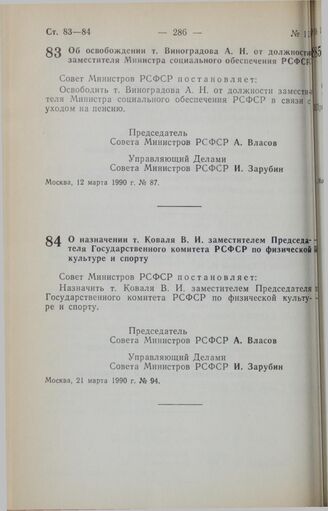 Ст. 83—84 — 286 — № 11
83 Об освобождении т. Виноградова А. Н. от должности
заместителя Министра социального обеспечения РСФСР
Совет Министров РСФСР постановляет:
Освободить т. Виноградова А. Н. от должности замести-
теля Министра социального обеспечения РСФСР в связи с
уходом на пенсию.
Председатель
Совета Министров РСФСР А. Власов
Управляющий Делами
Совета Министров РСФСР И. Зарубин
Москва, 12 марта 1990 г. № 87.
84 О назначении т. Коваля В. И. заместителем Председа-
теля Государственного комитета РСФСР по физической
культуре и спорту
Совет Министров РСФСР постановляет:
Назначить т. Коваля В. И. заместителем Председателя
Государственного комитета РСФСР по физической культу-
ре и спорту.
Председатель
Совета Министров РСФСР А. Власов
Управляющий Делами
Совета Министров РСФСР И. Зарубин
Москва, 21 марта 1990 г. № 94.